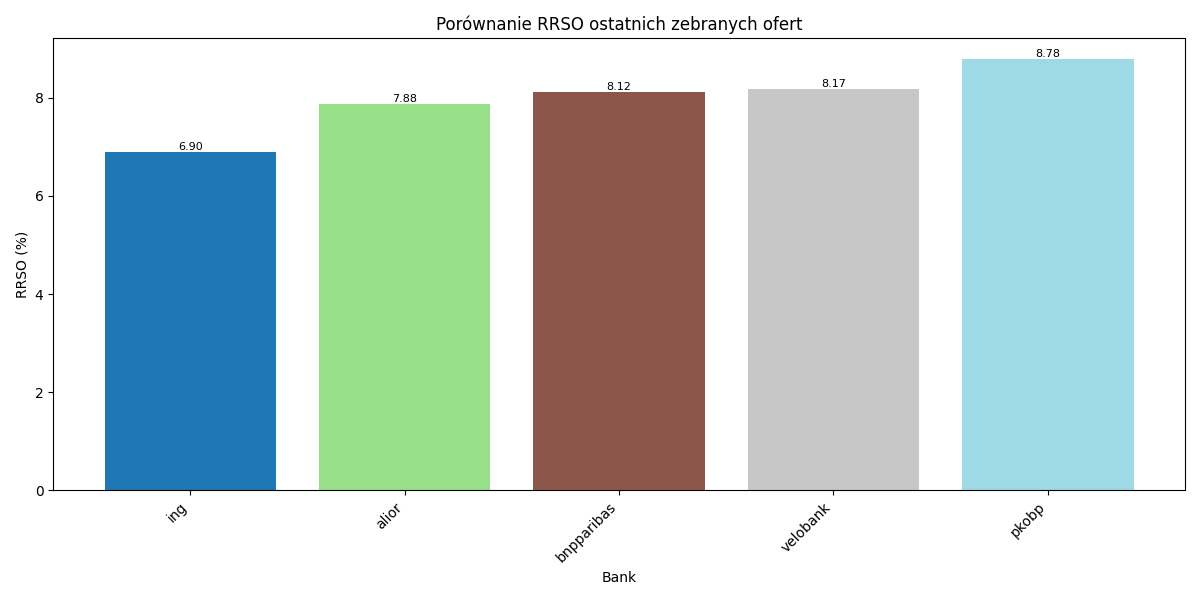 Porównanie RRSO ostatnich zebranych ofert
8.78
8.17
8.12
7.88
6.90
8
6
4
2
0
RRSO (%)
ing
alior
bnpparibas
velobank
pkobp
Bank